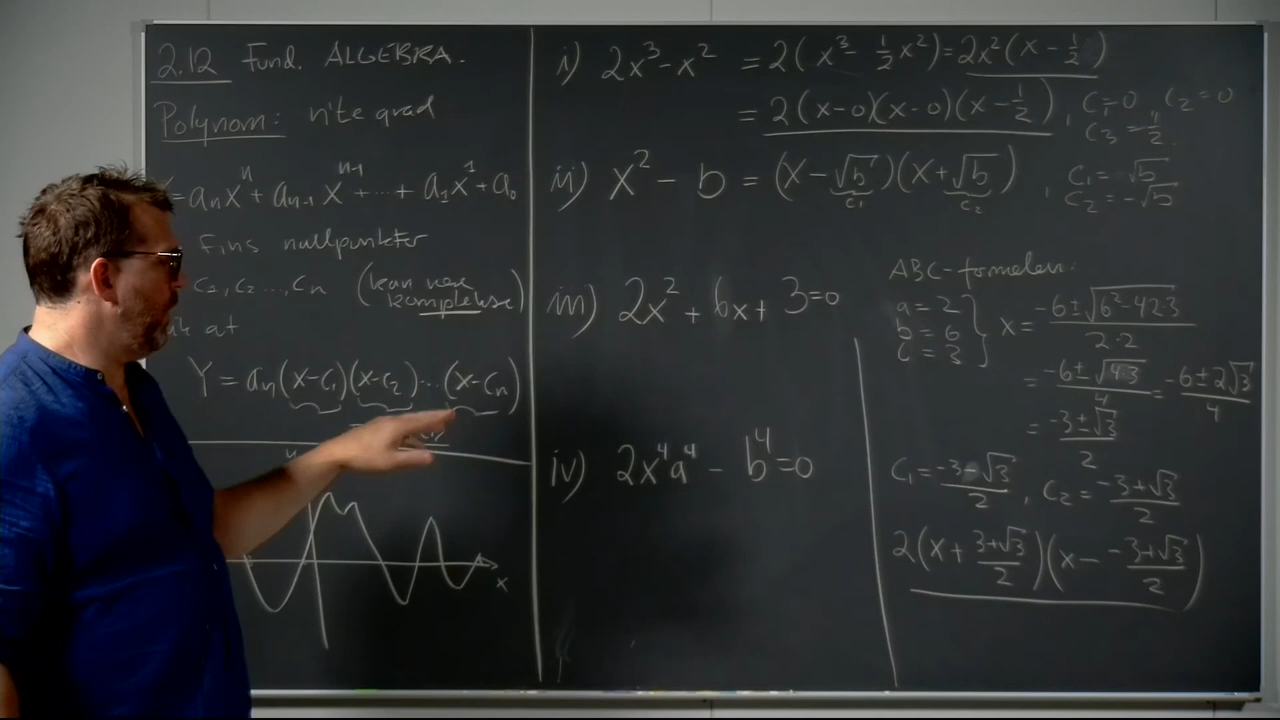 2.12 Fund. ALGEBRA.
Polynom: n'te grad
= aₙxⁿ + aₙ₋₁xⁿ⁻¹ + ... + a₁x¹ + a₀
Fins nullpunkter
c₁, c₂ ..., cₙ (kan være
komplekse)
at
Y = aₙ(x-c₁)(x-c₂)...(x-cₙ)
x
i) 2x³-x² = 2(x³ - ½x²) = 2x²(x-½)
= 2(x-0)(x-0)(x-½), c₁=0, c₂=0
c₃=½
ii) x² - b = (x-√b)(x+√b), c₁=√b
c₁ c₂ c₂=-√b
iii) 2x² + 6x + 3=0
ABC-formelen:
a=2
b=6
c=3
} x = (-6±√(6²-4·2·3))/(2·2)
= (-6±√(4·3))/4 = (-6±2√3)/4
= (-3±√3)/2
c₁ = (-3-√3)/2, c₂ = (-3+√3)/2
2(x + (3+√3)/2)(x - (-3+√3)/2)
iv) 2x⁴a⁴ - b⁴=0